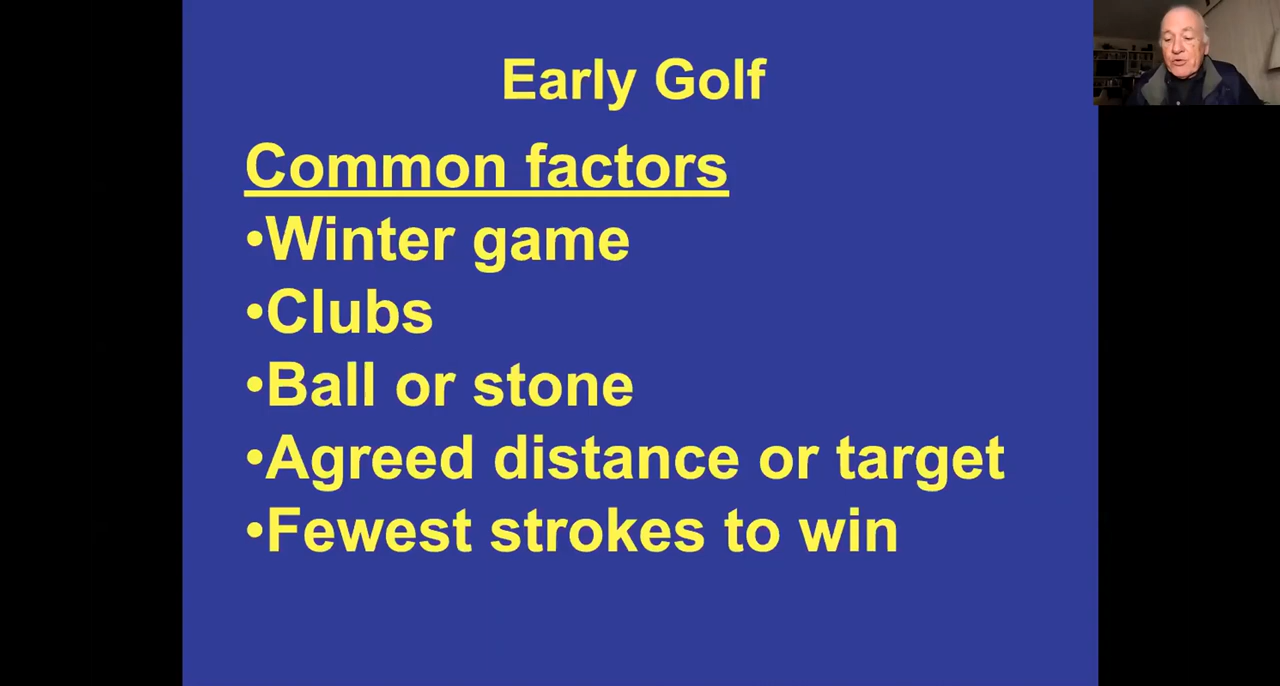 Early Golf
Common factors
•Winter game
•Clubs
•Ball or stone
•Agreed distance or target
•Fewest strokes to win